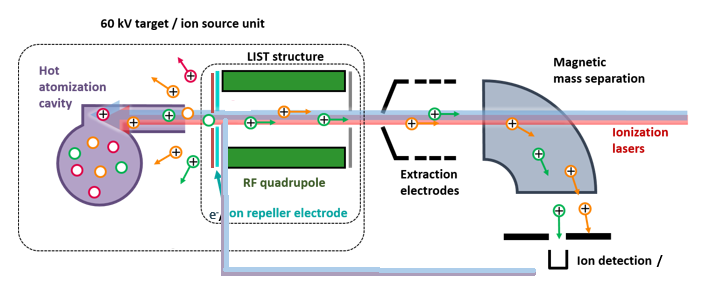 60 kV target / ion source unit
LIST structure
Hot
atomization
cavity
Magnetic
mass separation
Ionization
lasers
Extraction
electrodes
RF quadrupole
e-/ion repeller electrode
Ion detection /